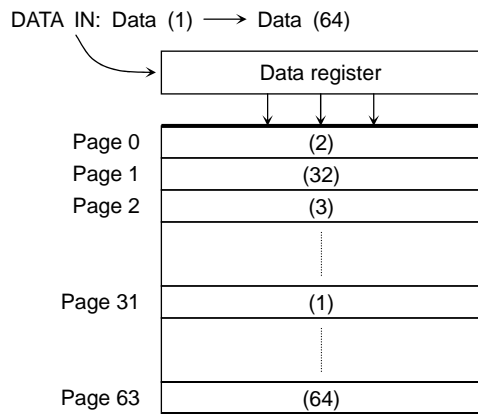 DATA IN: Data (1) → Data (64)
Data register
Page 0 (2)
Page 1 (32)
Page 2 (3)
Page 31 (1)
Page 63 (64)